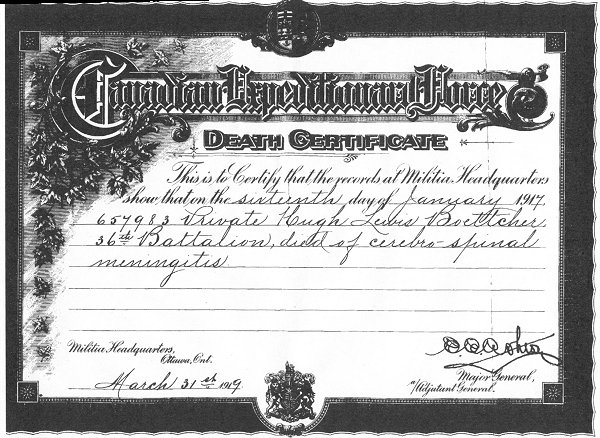 Canadian Expeditionary Force
DEATH CERTIFICATE
This is to Certify that the records at Militia Headquarters
show that on the sixteenth day of January 1917.
657983 Private Hugh Lewis Boettcher,
36th Battalion, died of cerebro-spinal
meningitis.
Militia Headquarters,
Ottawa, Ont.
March 31st 1919.
Major General,
Adjutant General.